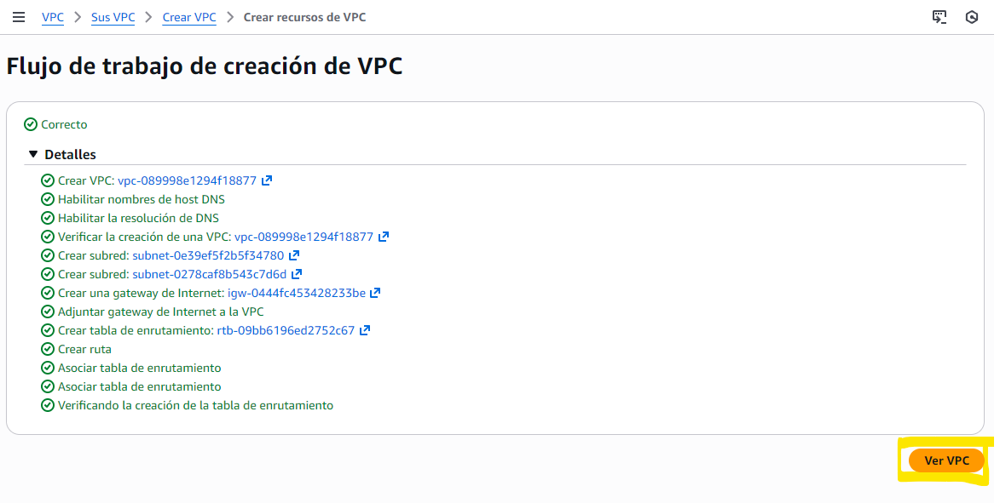 VPC > Sus VPC > Crear VPC > Crear recursos de VPC
Flujo de trabajo de creación de VPC
Correcto
Detalles
Crear VPC: vpc-089998e1294f18877
Habilitar nombres de host DNS
Habilitar la resolución de DNS
Verificar la creación de una VPC: vpc-089998e1294f18877
Crear subred: subnet-0e39ef5f2b5f34780
Crear subred: subnet-0278caf8b543c7d6d
Crear una gateway de Internet: igw-0444fc453428233be
Adjuntar gateway de Internet a la VPC
Crear tabla de enrutamiento: rtb-09bb6196ed2752c67
Crear ruta
Asociar tabla de enrutamiento
Asociar tabla de enrutamiento
Verificando la creación de la tabla de enrutamiento
Ver VPC